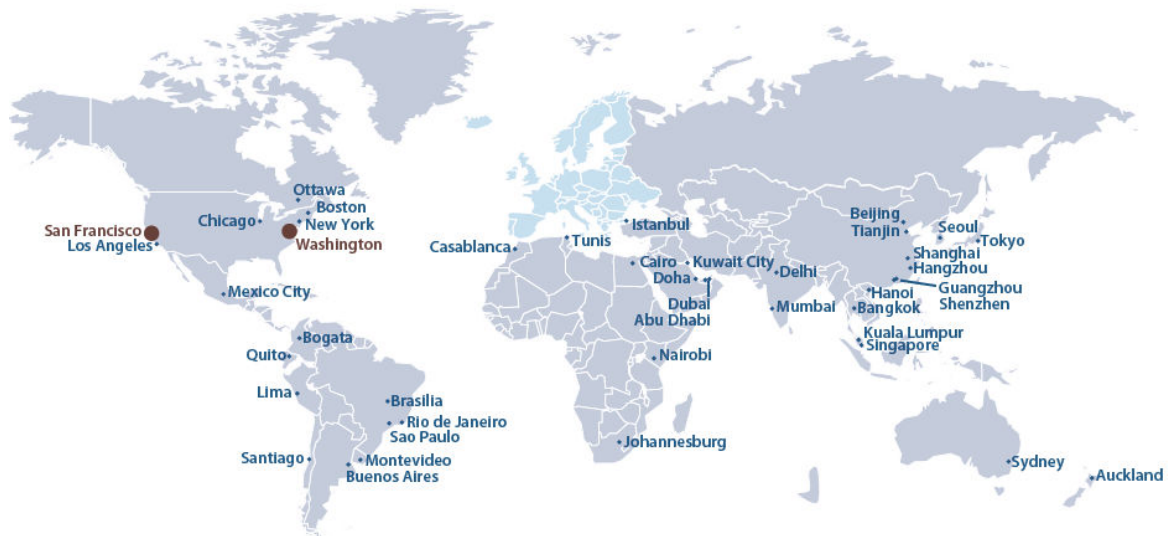 Ottawa
Boston
Chicago
New York
San Francisco
Washington
Los Angeles
Mexico City
Bogata
Quito
Lima
Brasilia
Rio de Janeiro
Sao Paulo
Santiago
Montevideo
Buenos Aires
Istanbul
Casablanca
Tunis
Cairo
Kuwait City
Doha
Dubai
Abu Dhabi
Nairobi
Johannesburg
Delhi
Mumbai
Beijing
Tianjin
Seoul
Tokyo
Shanghai
Hangzhou
Guangzhou
Shenzhen
Hanoi
Bangkok
Kuala Lumpur
Singapore
Sydney
Auckland